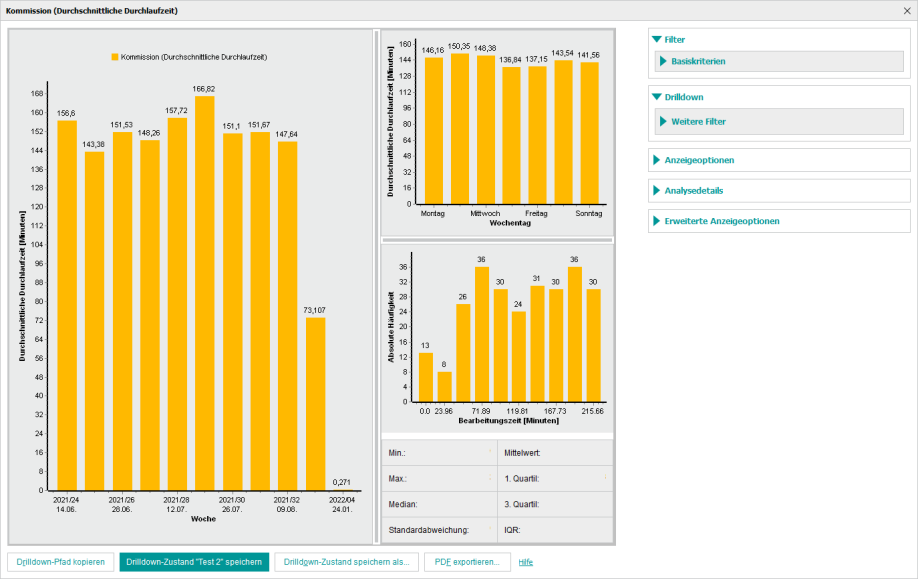 Kommission (Durchschnittliche Durchlaufzeit)
Kommission (Durchschnittliche Durchlaufzeit)
Durchschnittliche Durchlaufzeit [Minuten]
168
160
152
144
136
128
120
112
104
96
88
80
72
64
56
48
40
32
24
16
8
0
156,6
143,38
151,53
148,26
157,72
166,82
151,1
151,67
147,64
73,107
0,271
2021/24 2021/26 2021/28 2021/30 2021/32 2022/04
14.06. 28.06. 12.07. 26.07. 09.08. 24.01.
Woche
Durchschnittliche Durchlaufzeit [Minuten]
160
144
128
112
96
80
64
48
32
16
0
146,16
150,35
148,38
136,84
137,15
143,54
141,56
Montag Mittwoch Freitag Sonntag
Wochentag
Absolute Häufigkeit
36
32
28
24
20
16
12
8
4
0
13
8
26
36
30
24
31
30
36
30
0.0 23.96 71.89 119.81 167.73 215.66
Bearbeitungszeit [Minuten]
Min.: Mittelwert:
Max.: 1. Quartil:
Median: 3. Quartil:
Standardabweichung: IQR:
Filter
Basiskriterien
Drilldown
Weitere Filter
Anzeigeoptionen
Analysedetails
Erweiterte Anzeigeoptionen
Drilldown-Pfad kopieren
Drilldown-Zustand "Test 2" speichern
Drilldown-Zustand speichern als...
PDF exportieren...
Hilfe